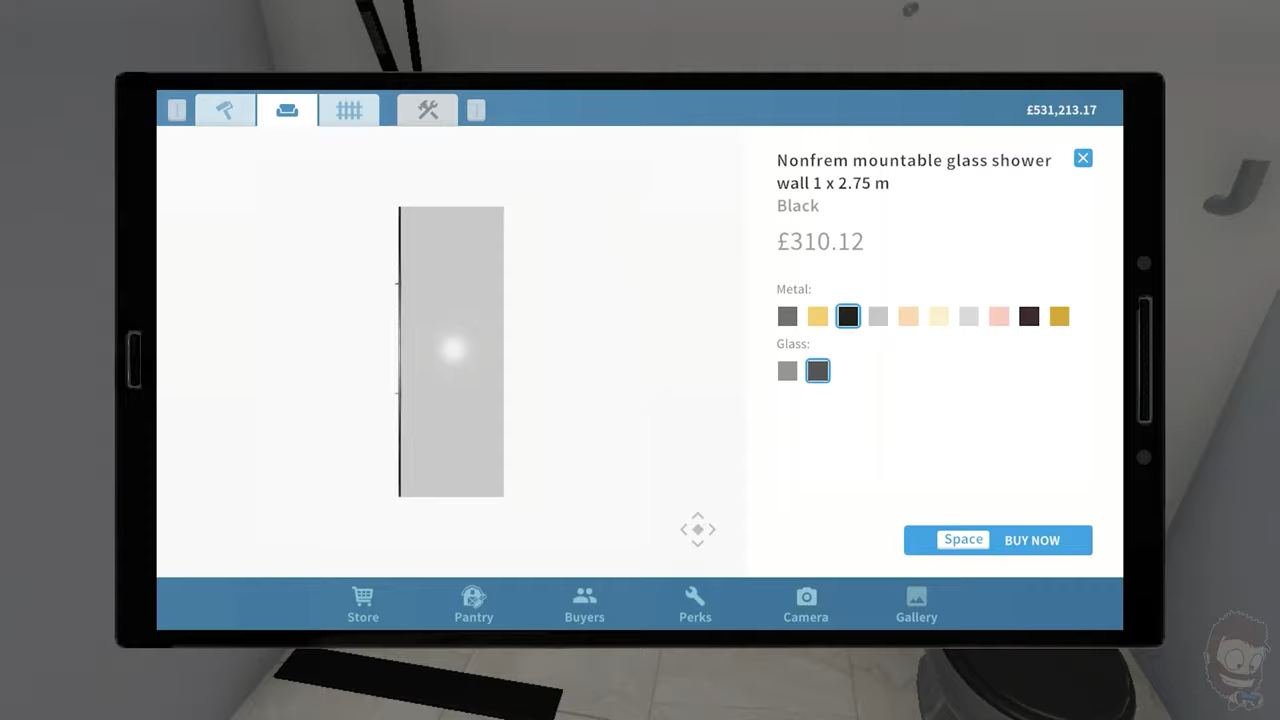 £531,213.17
Nonfrem mountable glass shower
wall 1 x 2.75 m
Black
£310.12
Metal:
Glass:
Space BUY NOW
Store
Pantry
Buyers
Perks
Camera
Gallery